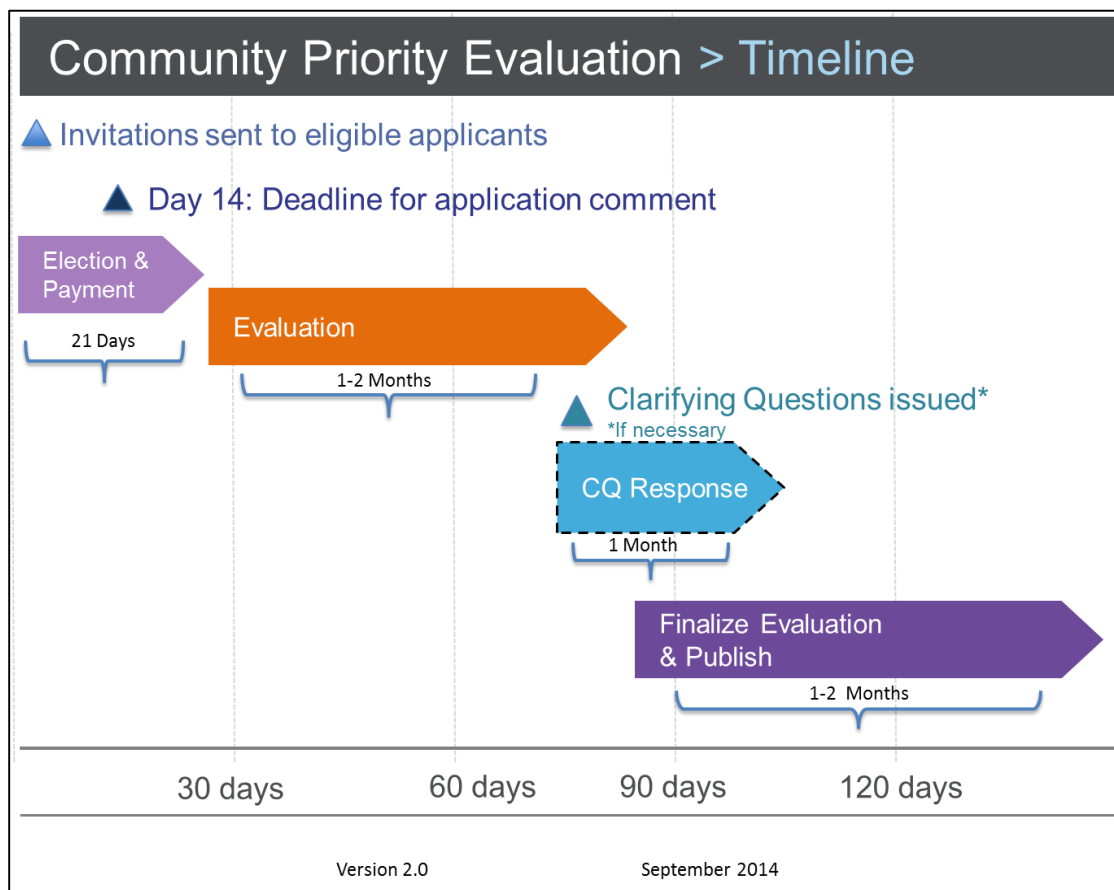 Community Priority Evaluation > Timeline
Invitations sent to eligible applicants
Day 14: Deadline for application comment
Election &
Payment
21 Days
Evaluation
1-2 Months
Clarifying Questions issued*
*If necessary
CQ Response
1 Month
Finalize Evaluation
& Publish
1-2 Months
30 days
60 days
90 days
120 days
Version 2.0
September 2014